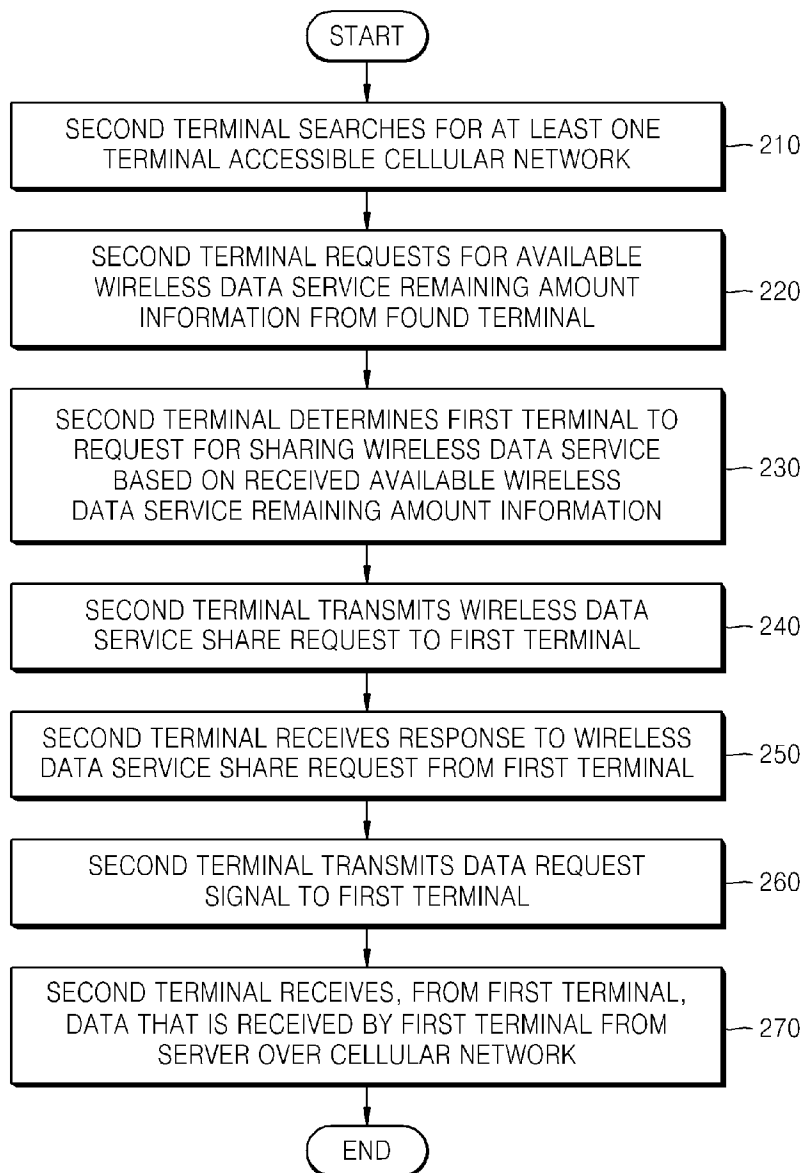 START
SECOND TERMINAL SEARCHES FOR AT LEAST ONE
TERMINAL ACCESSIBLE CELLULAR NETWORK
210
SECOND TERMINAL REQUESTS FOR AVAILABLE
WIRELESS DATA SERVICE REMAINING AMOUNT
INFORMATION FROM FOUND TERMINAL
220
SECOND TERMINAL DETERMINES FIRST TERMINAL TO
REQUEST FOR SHARING WIRELESS DATA SERVICE
BASED ON RECEIVED AVAILABLE WIRELESS
DATA SERVICE REMAINING AMOUNT INFORMATION
230
SECOND TERMINAL TRANSMITS WIRELESS DATA
SERVICE SHARE REQUEST TO FIRST TERMINAL
240
SECOND TERMINAL RECEIVES RESPONSE TO WIRELESS
DATA SERVICE SHARE REQUEST FROM FIRST TERMINAL
250
SECOND TERMINAL TRANSMITS DATA REQUEST
SIGNAL TO FIRST TERMINAL
260
SECOND TERMINAL RECEIVES, FROM FIRST TERMINAL,
DATA THAT IS RECEIVED BY FIRST TERMINAL FROM
SERVER OVER CELLULAR NETWORK
270
END